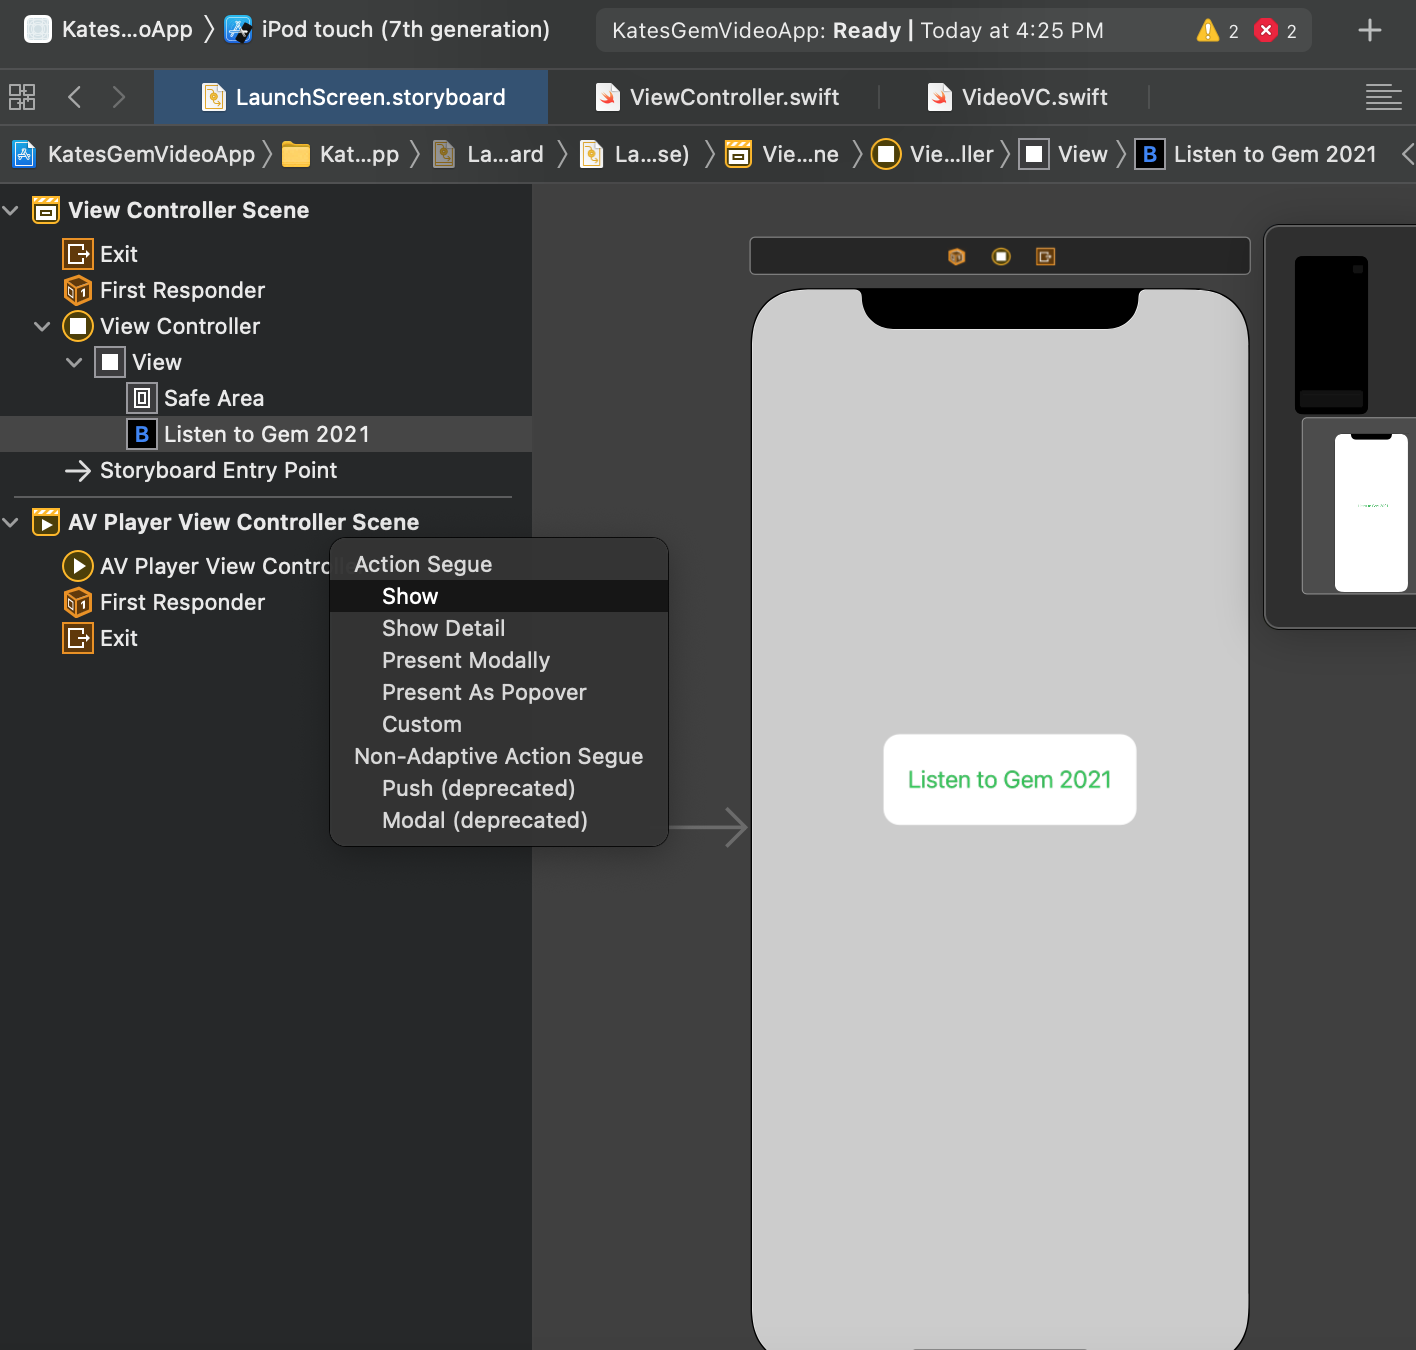 Kates...oApp 〉 iPod touch (7th generation) KatesGemVideoApp: Ready | Today at 4:25 PM 2 2
LaunchScreen.storyboard ViewController.swift VideoVC.swift
KatesGemVideoApp 〉 Kat...pp 〉 La...ard 〉 La...se) 〉 Vie...ne 〉 Vie...ller 〉 View 〉 B Listen to Gem 2021
View Controller Scene
Exit
First Responder
View Controller
View
Safe Area
B Listen to Gem 2021
Storyboard Entry Point
AV Player View Controller Scene
AV Player View Contro
First Responder
Exit
Action Segue
Show
Show Detail
Present Modally
Present As Popover
Custom
Non-Adaptive Action Segue
Push (deprecated)
Modal (deprecated)
Listen to Gem 2021